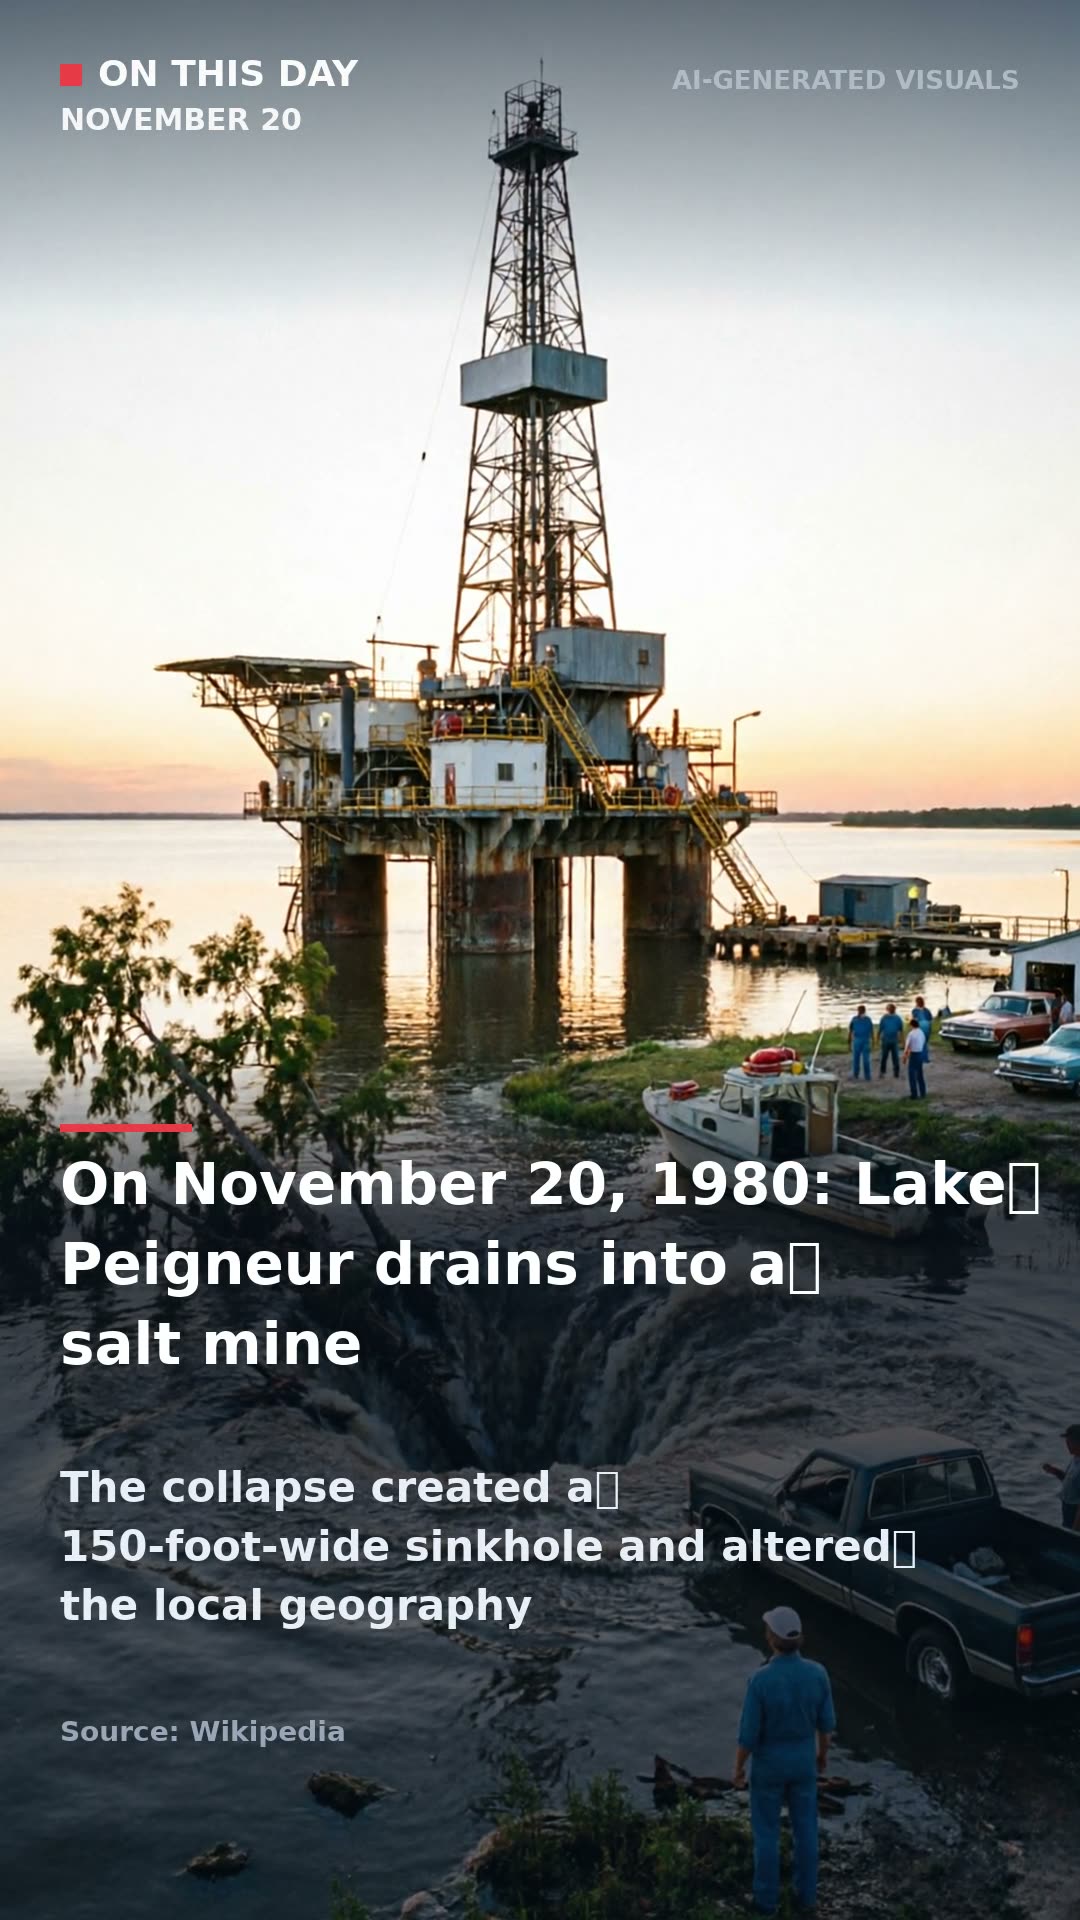 ON THIS DAY
NOVEMBER 20
AI-GENERATED VISUALS
On November 20, 1980: Lake▯
Peigneur drains into a▯
salt mine
The collapse created a▯
150-foot-wide sinkhole and altered▯
the local geography
Source: Wikipedia